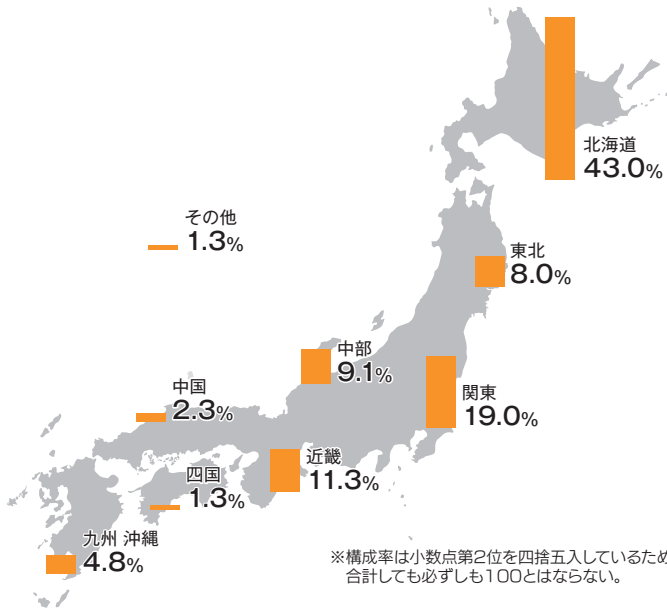 北海道
43.0%
その他
1.3%
東北
8.0%
中部
9.1%
中国
2.3%
関東
19.0%
近畿
11.3%
四国
1.3%
九州 沖縄
4.8%
※構成率は小数点第2位を四捨五入しているため
合計しても必ずしも100とはならない。